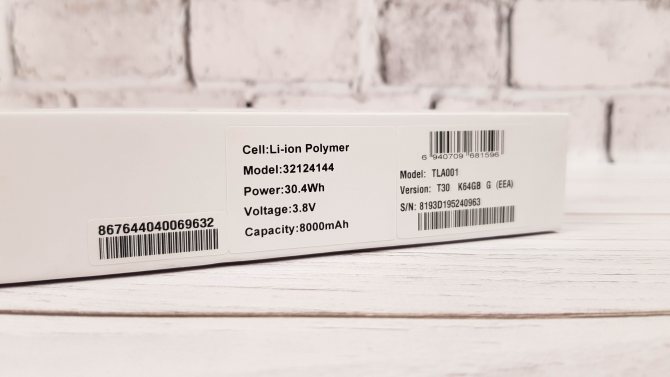 867644040069632
Cell:Li-ion Polymer
Model:32124144
Power:30.4Wh
Voltage:3.8V
Capacity:8000mAh
6 940709 681596
Model: TLA001
Version: T30 K64GB G (EEA)
S/N: 8193D195240963